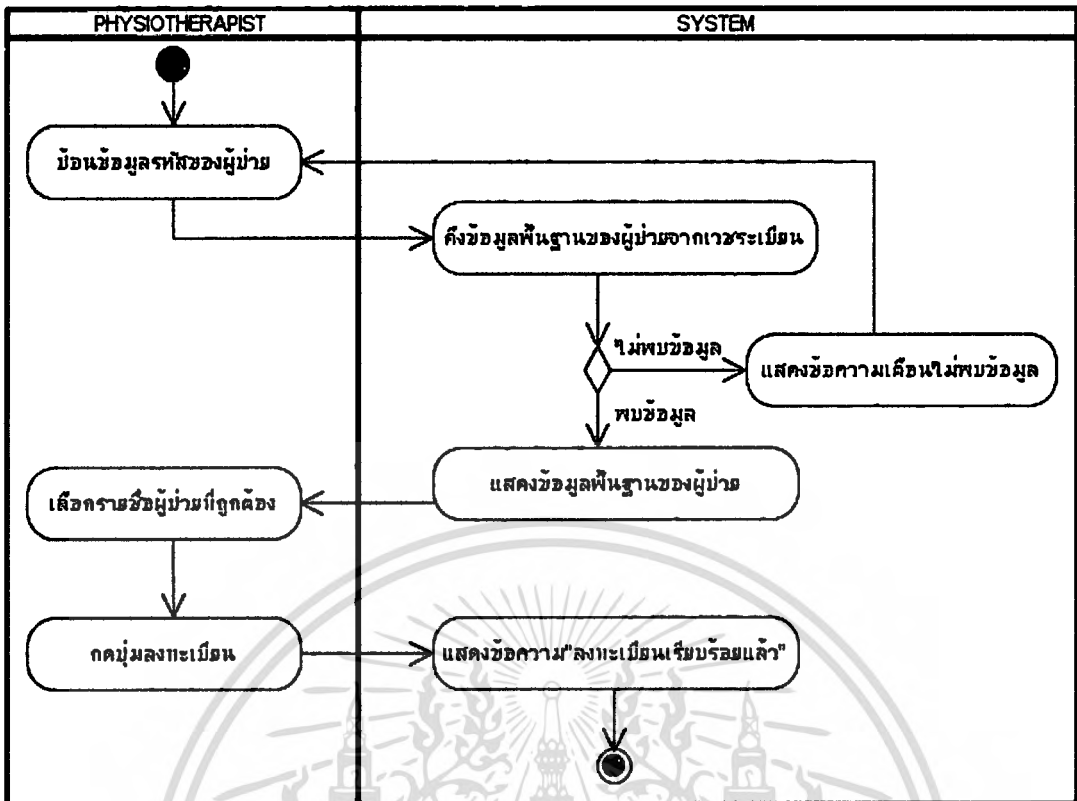 PHYSIOTHERAPIST
SYSTEM
ป้อนข้อมูลรหัสของผู้ป่วย
ดึงข้อมูลพื้นฐานของผู้ป่วยจากเวชระเบียน
ไม่พบข้อมูล
แสดงข้อความเตือนไม่พบข้อมูล
พบข้อมูล
แสดงข้อมูลพื้นฐานของผู้ป่วย
เลือกรายชื่อผู้ป่วยที่ถูกต้อง
กดปุ่มลงทะเบียน
แสดงข้อความ"ลงทะเบียนเรียบร้อยแล้ว"